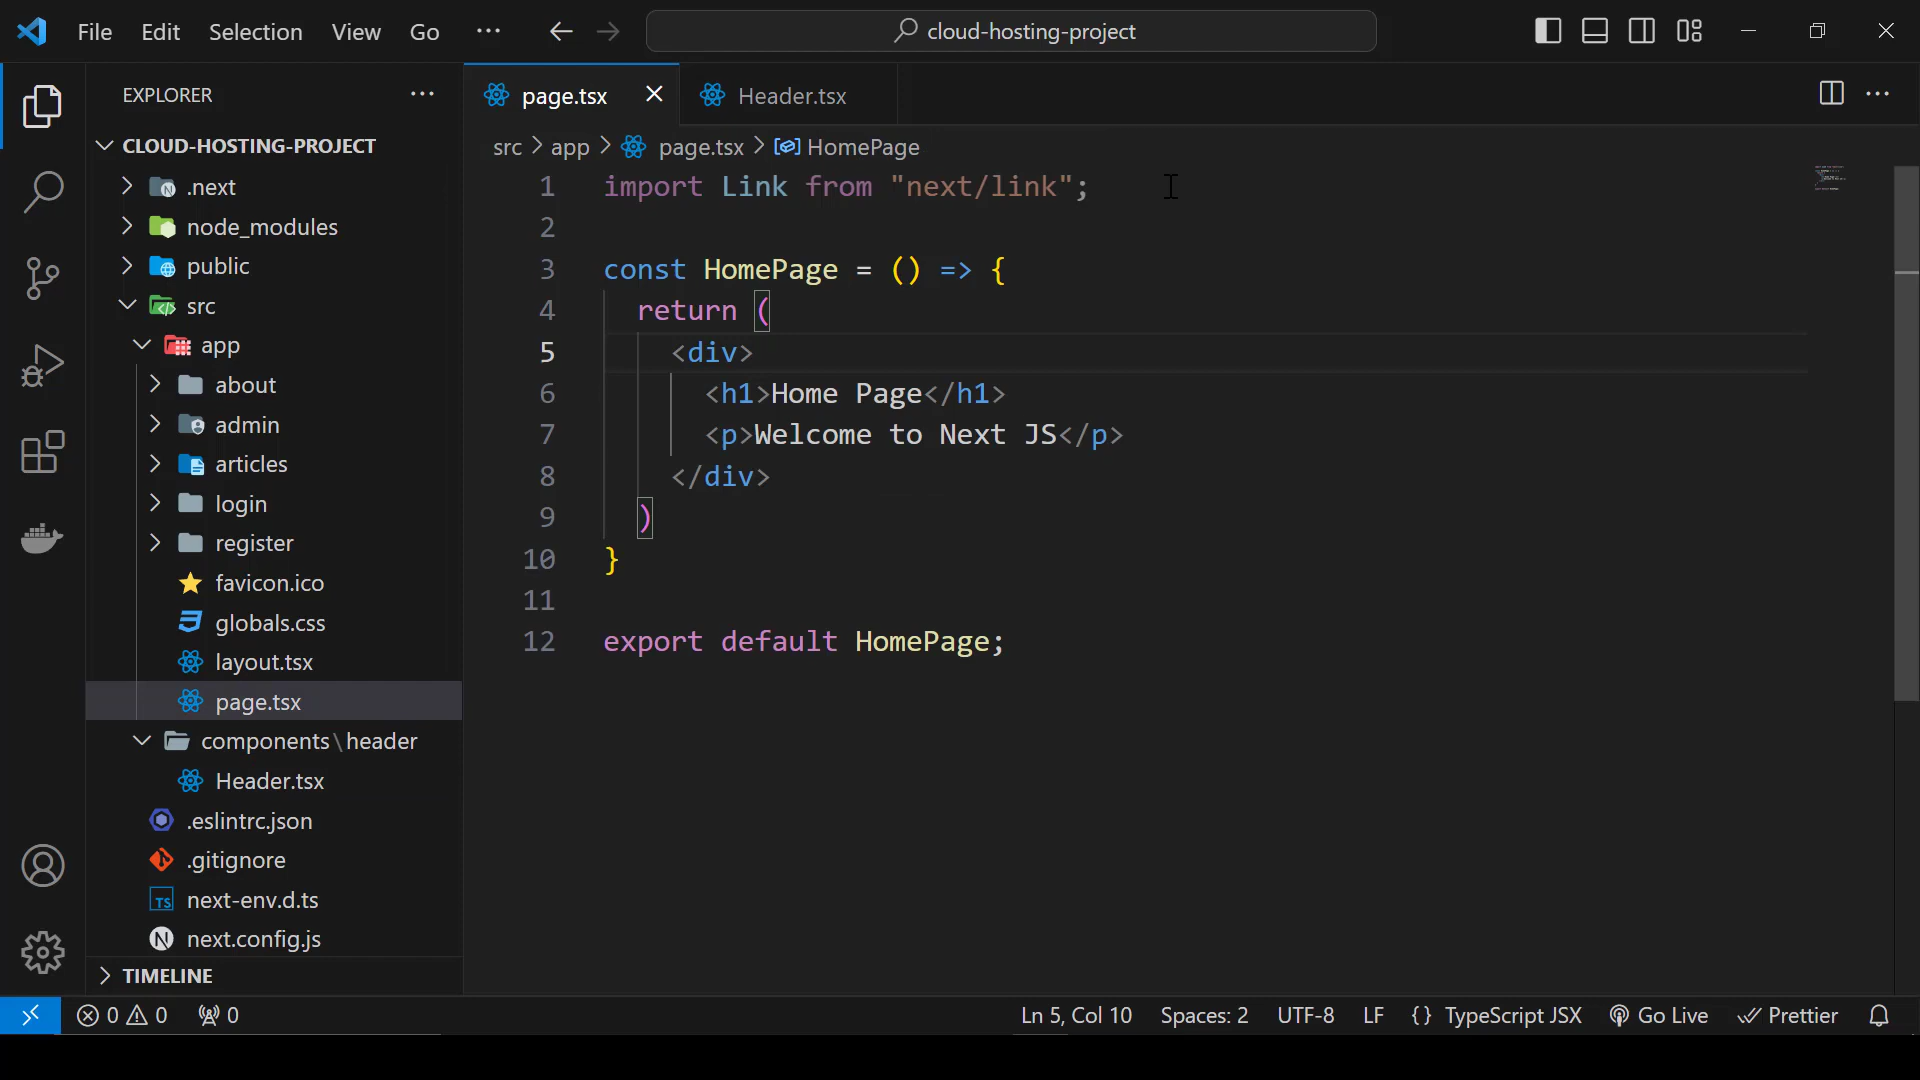 File Edit Selection View Go ··· cloud-hosting-project
EXPLORER ···
CLOUD-HOSTING-PROJECT
.next
node_modules
public
src
app
about
admin
articles
login
register
favicon.ico
globals.css
layout.tsx
page.tsx
components\header
Header.tsx
.eslintrc.json
.gitignore
TS next-env.d.ts
N next.config.js
TIMELINE
page.tsx Header.tsx
src > app > page.tsx > HomePage
1 import Link from "next/link";
2
3 const HomePage = () => {
4 return (
5 <div>
6 <h1>Home Page</h1>
7 <p>Welcome to Next JS</p>
8 </div>
9 )
10 }
11
12 export default HomePage;
0 0 0 Ln 5, Col 10 Spaces: 2 UTF-8 LF {} TypeScript JSX Go Live Prettier